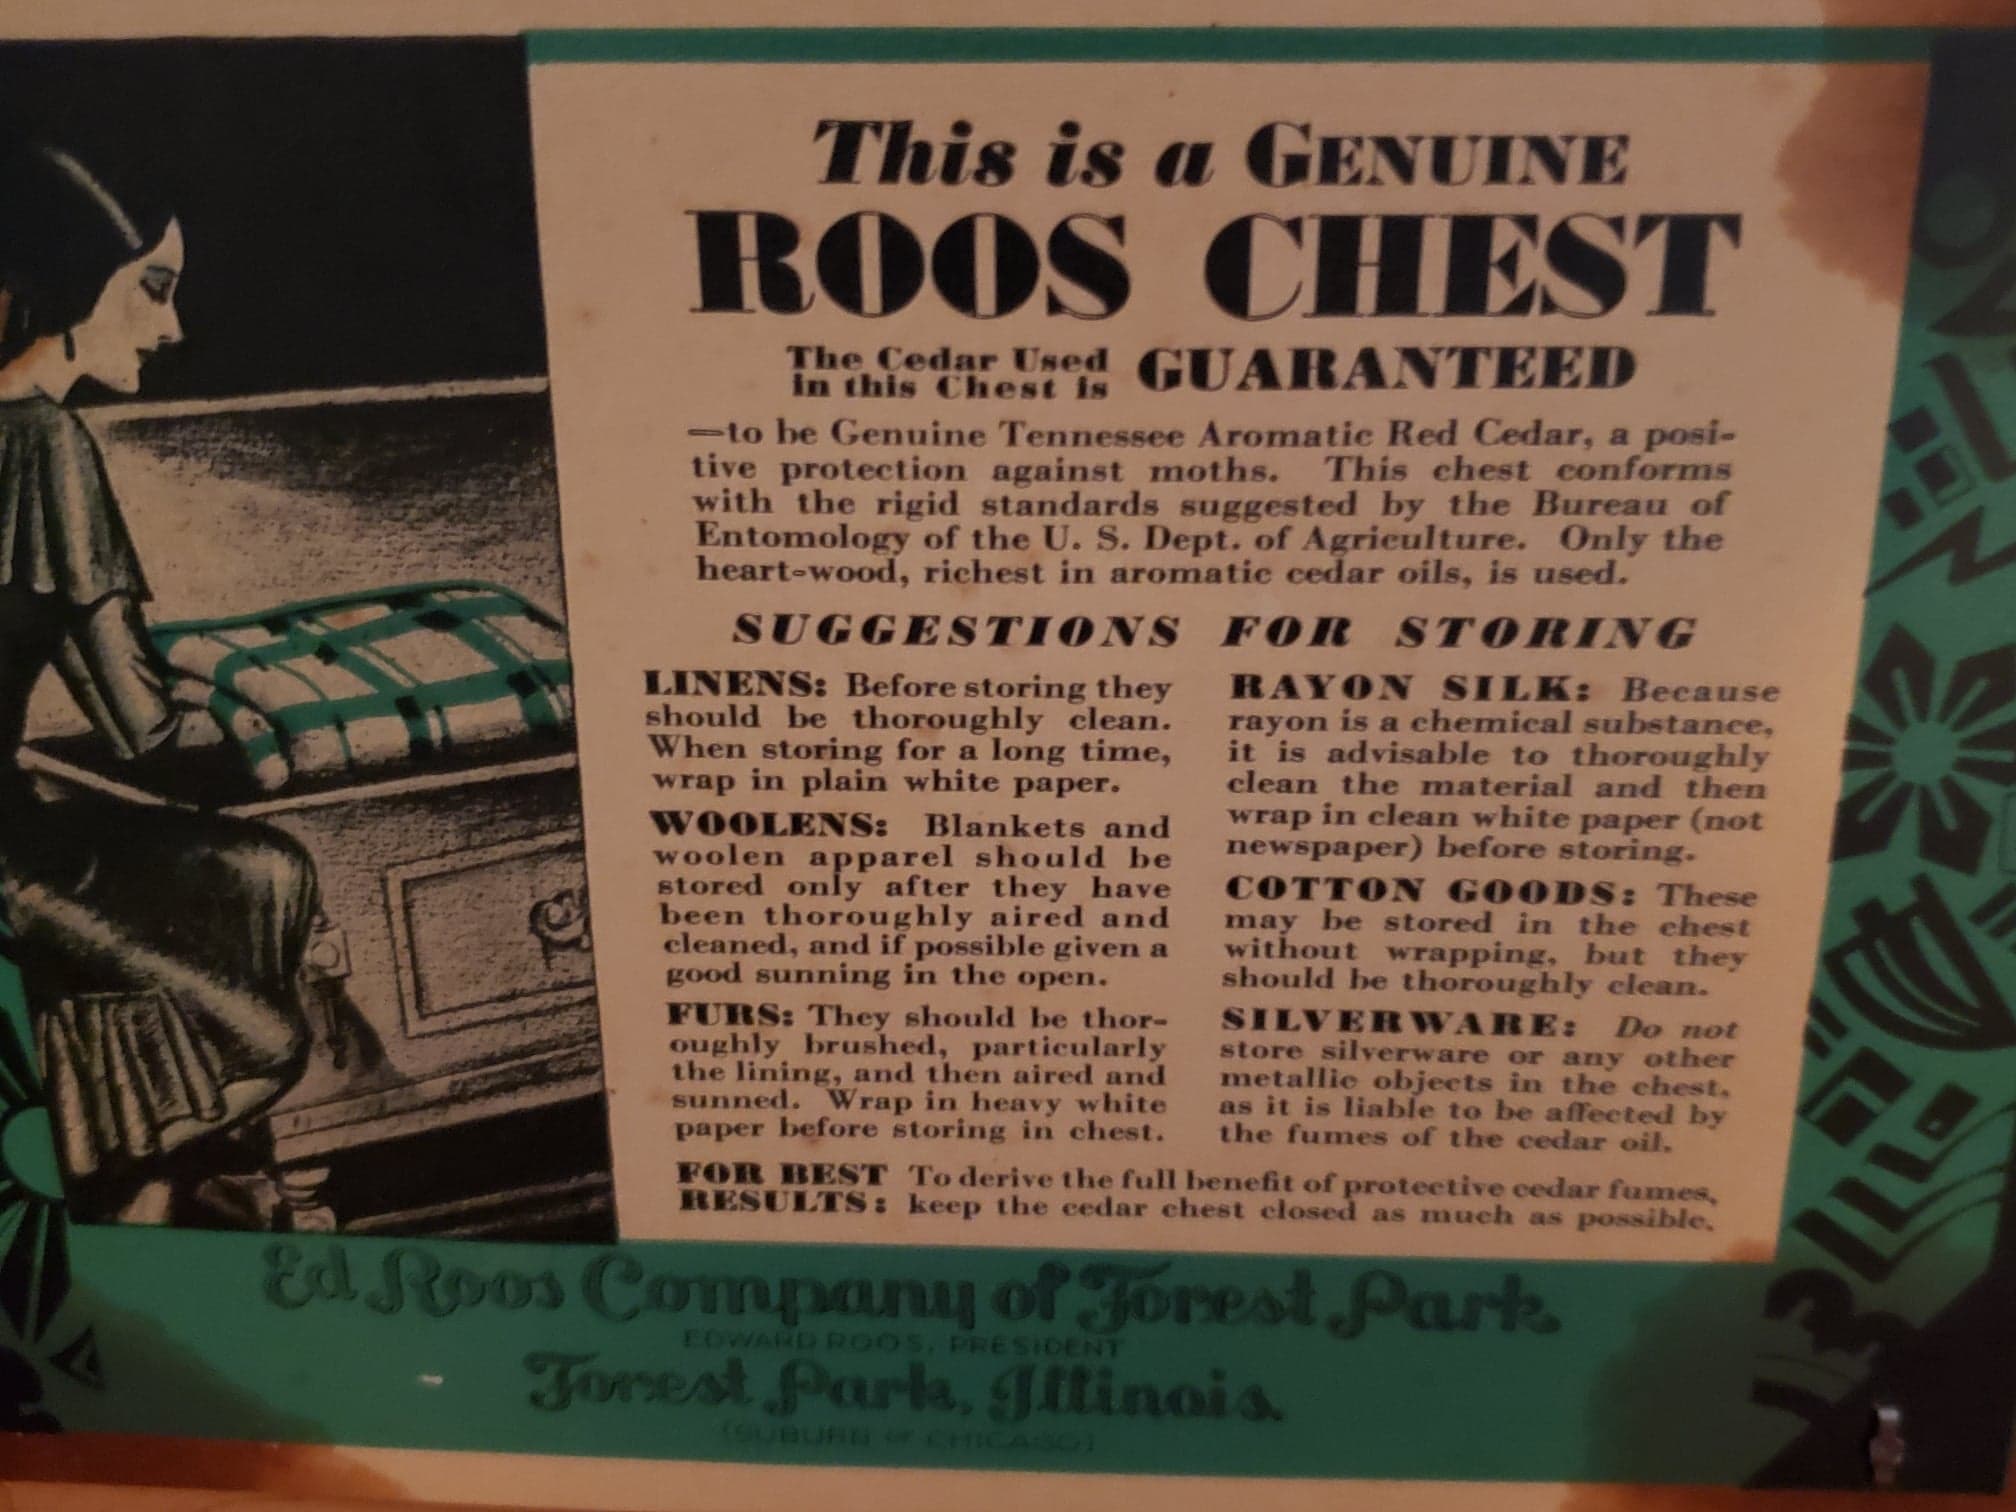 This is a GENUINE
ROOS CHEST
The Cedar Used
in this Chest is GUARANTEED
—to be Genuine Tennessee Aromatic Red Cedar, a posi-
tive protection against moths. This chest conforms
with the rigid standards suggested by the Bureau of
Entomology of the U. S. Dept. of Agriculture. Only the
heart-wood, richest in aromatic cedar oils, is used.
SUGGESTIONS FOR STORING
LINENS: Before storing they
should be thoroughly clean.
When storing for a long time,
wrap in plain white paper.
WOOLENS: Blankets and
woolen apparel should be
stored only after they have
been thoroughly aired and
cleaned, and if possible given a
good sunning in the open.
FURS: They should be thor-
oughly brushed, particularly
the lining, and then aired and
sunned. Wrap in heavy white
paper before storing in chest.
RAYON SILK: Because
rayon is a chemical substance,
it is advisable to thoroughly
clean the material and then
wrap in clean white paper (not
newspaper) before storing.
COTTON GOODS: These
may be stored in the chest
without wrapping, but they
should be thoroughly clean.
SILVERWARE: Do not
store silverware or any other
metallic objects in the chest,
as it is liable to be affected by
the fumes of the cedar oil.
FOR BEST RESULTS: To derive the full benefit of protective cedar fumes,
keep the cedar chest closed as much as possible.
Ed Roos Company of Forest Park
EDWARD ROOS, PRESIDENT
Forest Park, Illinois.
(SUBURB OF CHICAGO)